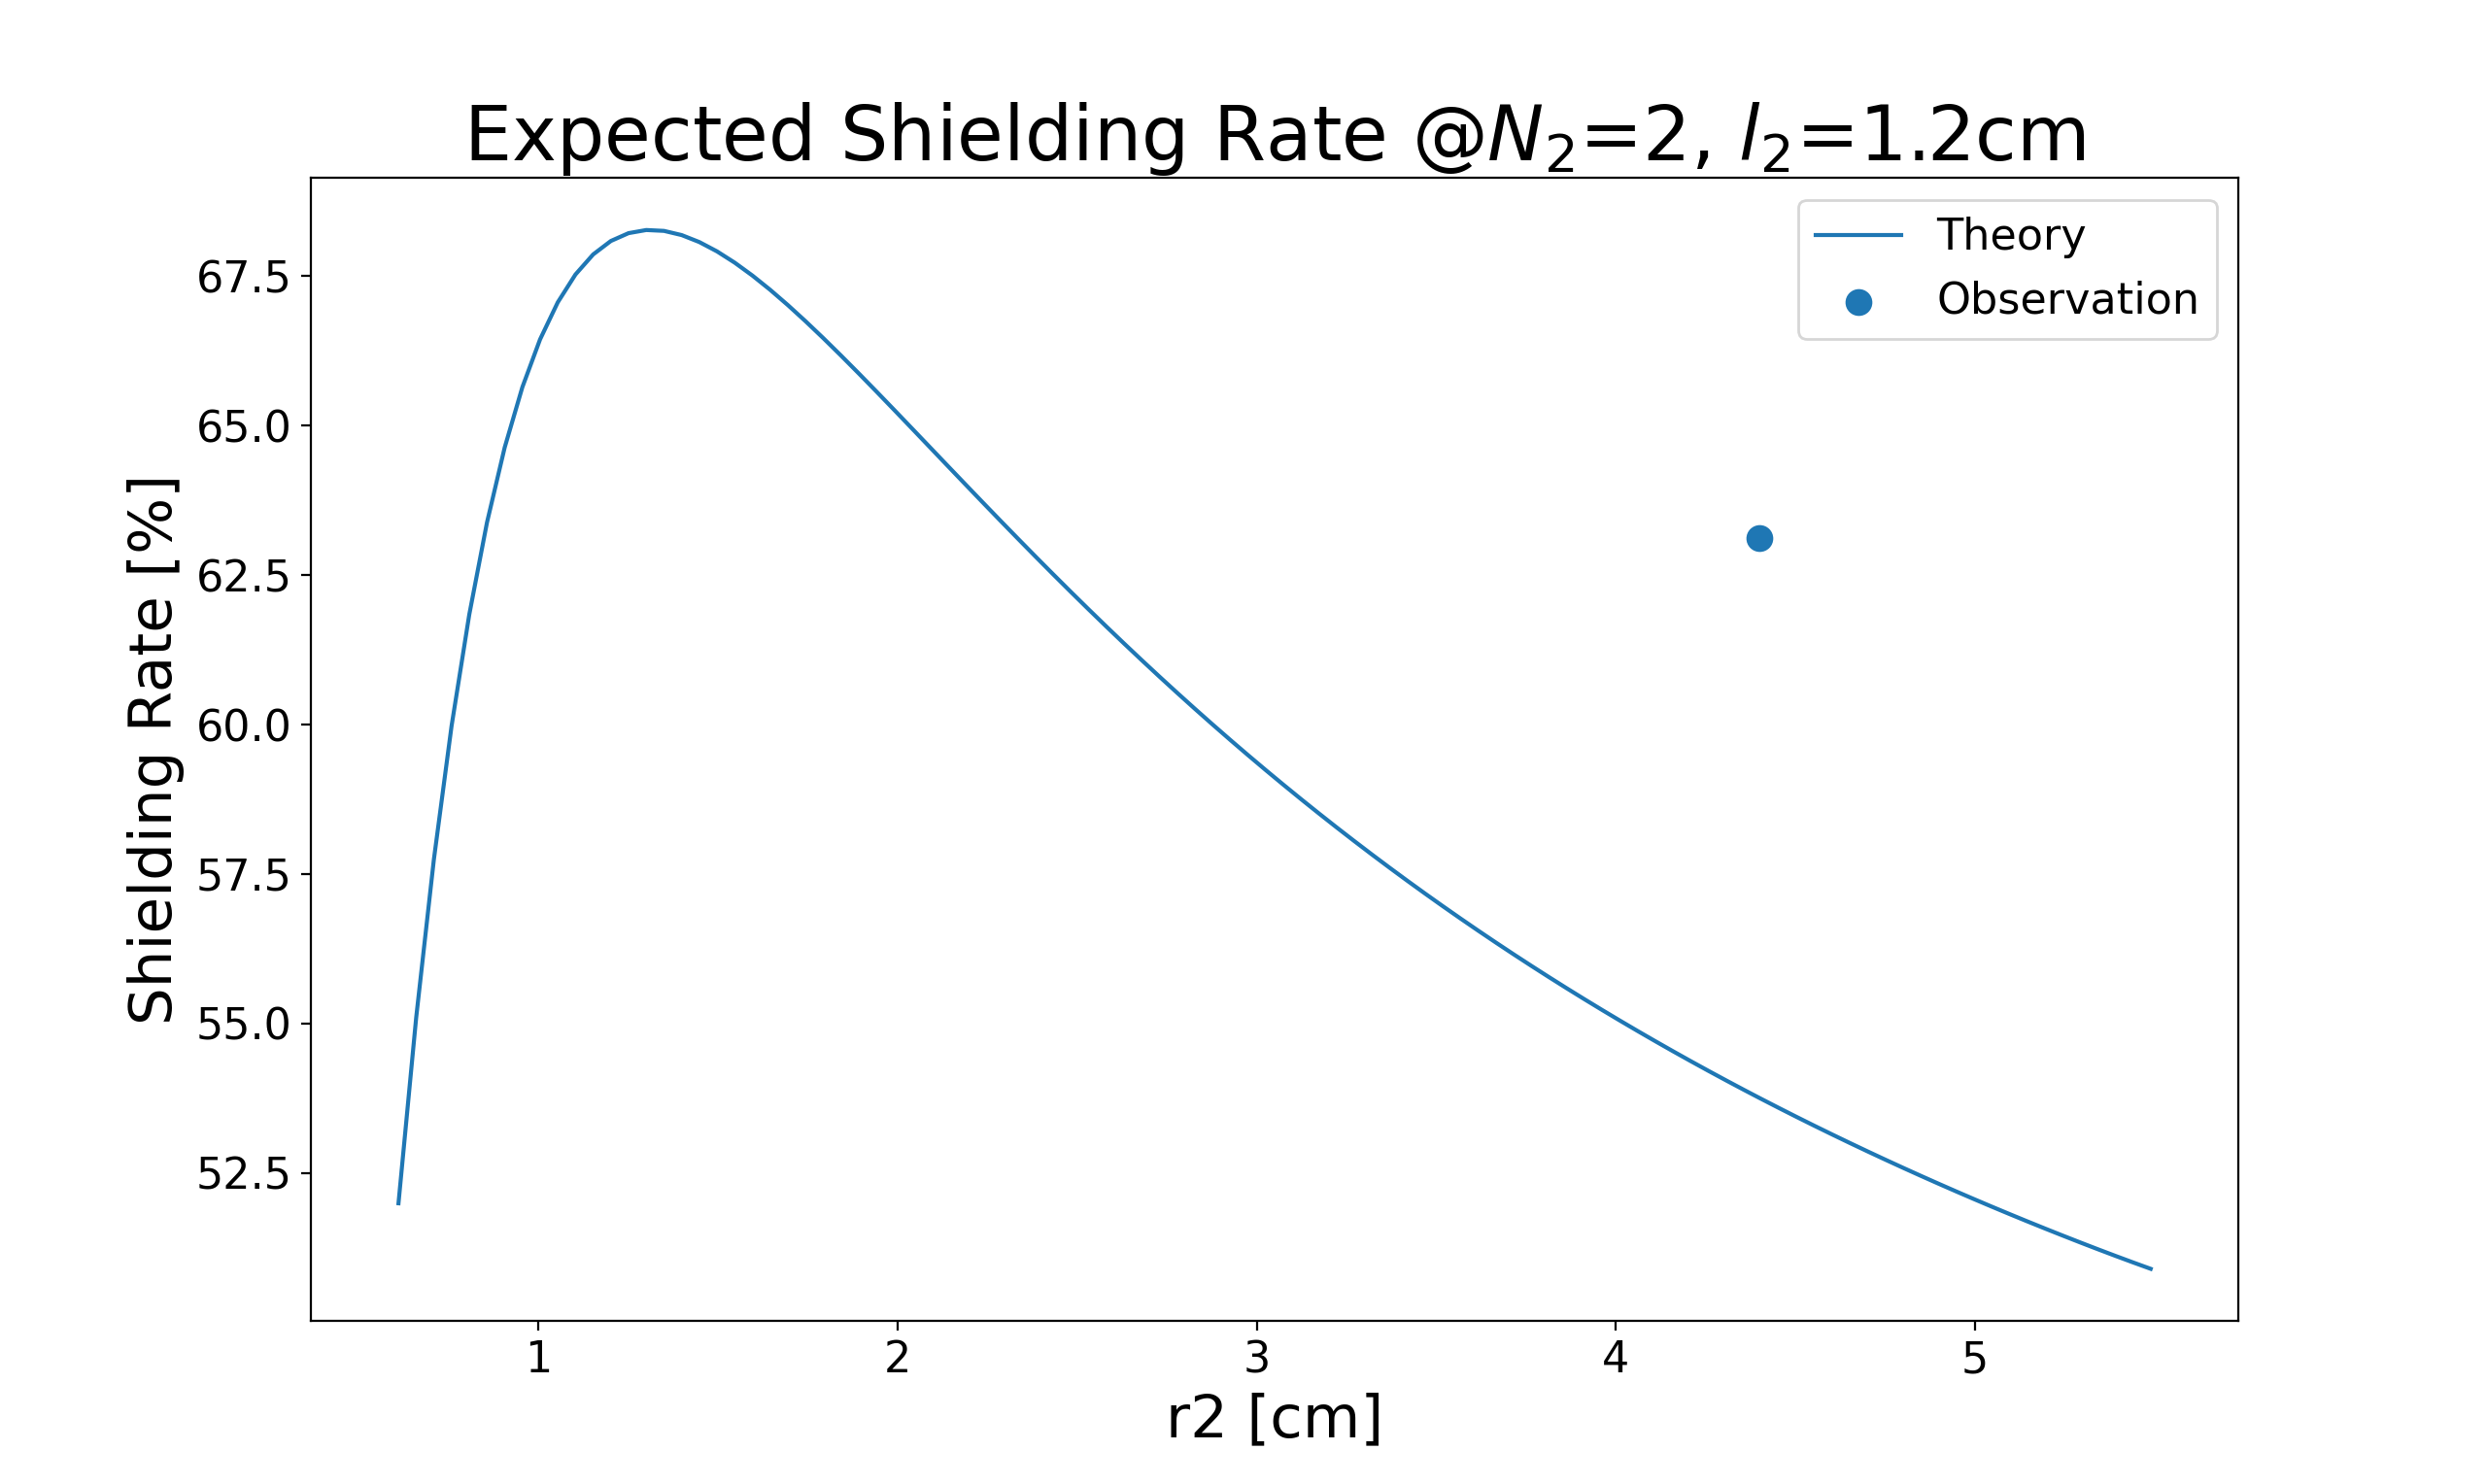 Expected Shielding Rate @N₂=2, l₂=1.2cm
Theory
Observation
Shielding Rate [%]
67.5
65.0
62.5
60.0
57.5
55.0
52.5
1 2 3 4 5
r2 [cm]